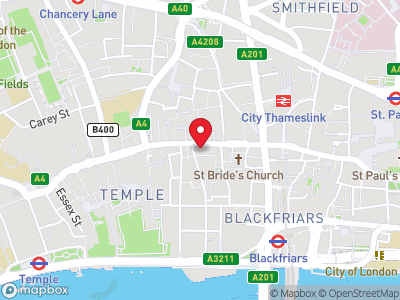 Chancery Lane
A40
SMITHFIELD
A4208
A201
Fields
Carey St
B400
A4
City Thameslink
St. Pa
A4
Essex St
TEMPLE
St Bride's Church
St Paul's
BLACKFRIARS
A3211
Blackfriars
Temple
A201
City of London
mapbox
© Mapbox © OpenStreetMap